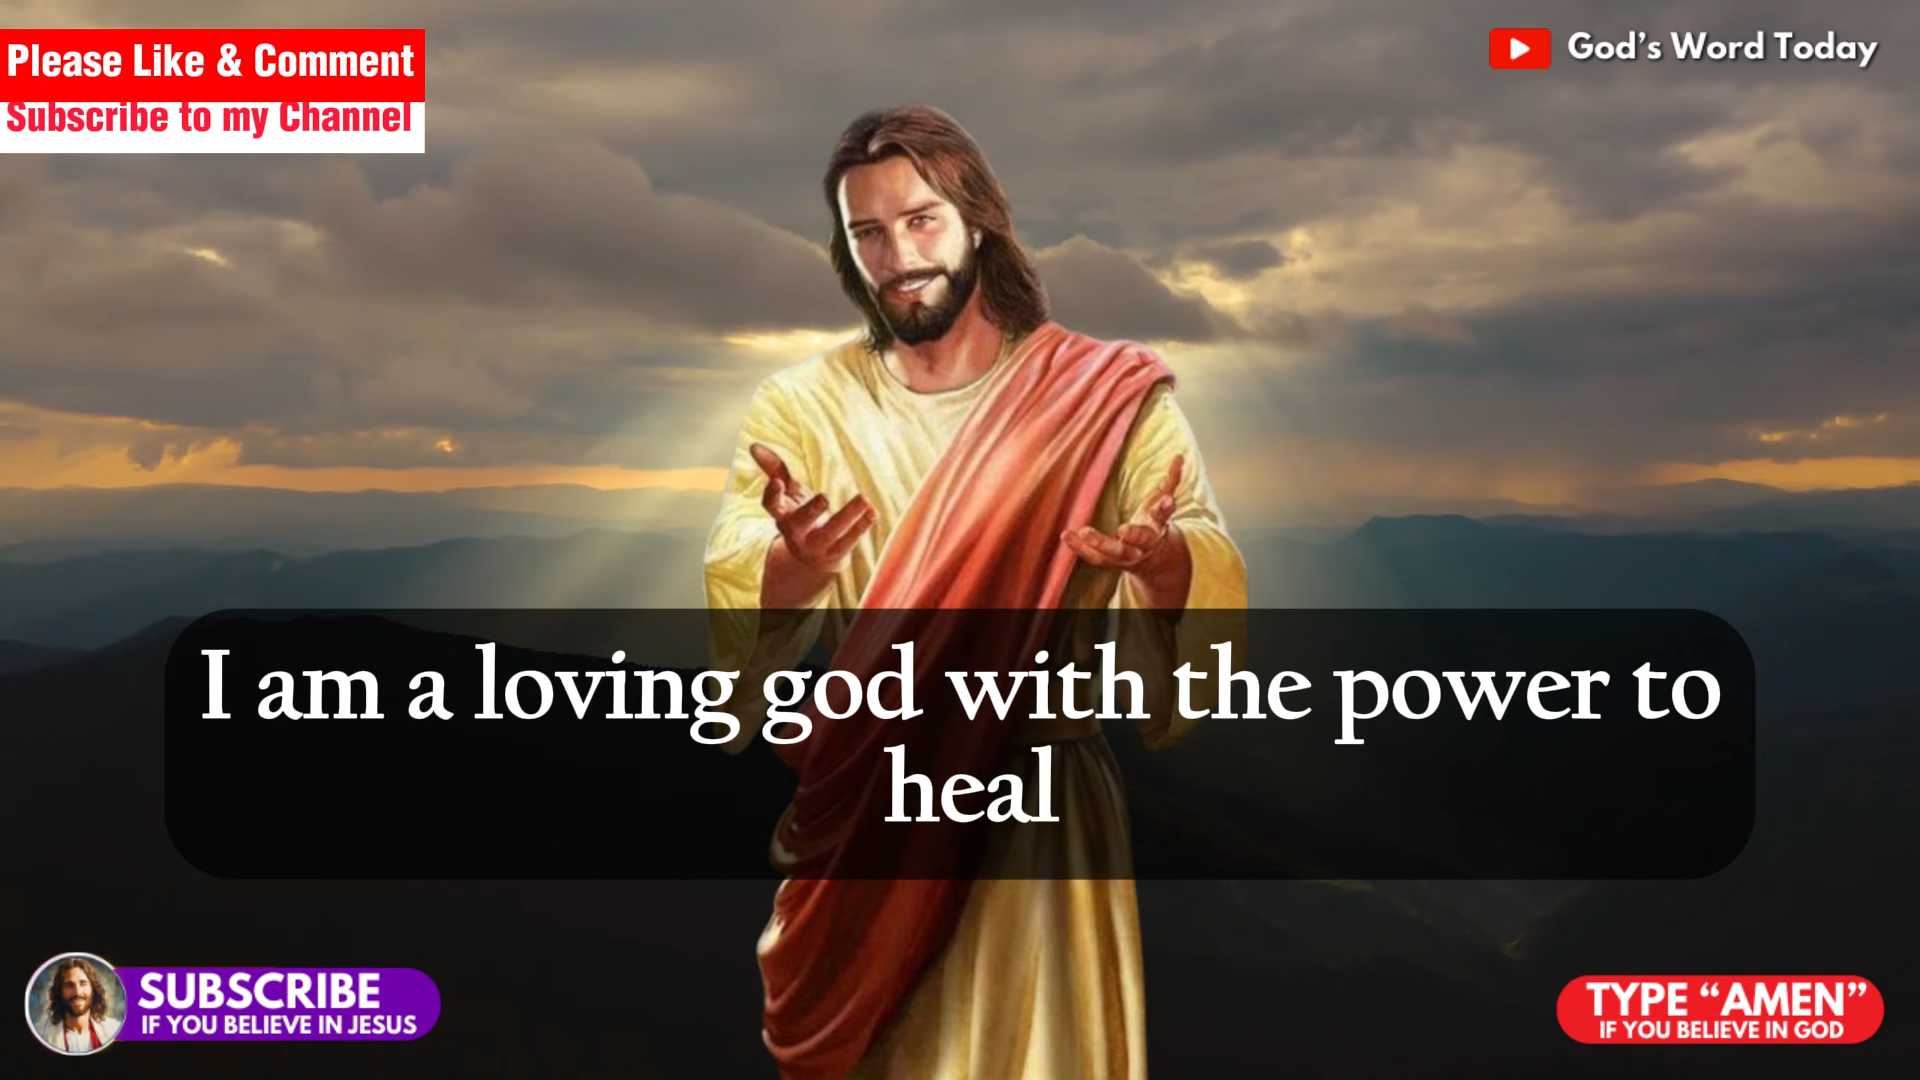 Please Like & Comment
Subscribe to my Channel
God's Word Today
I am a loving god with the power to
heal
SUBSCRIBE
IF YOU BELIEVE IN JESUS
TYPE “AMEN”
IF YOU BELIEVE IN GOD